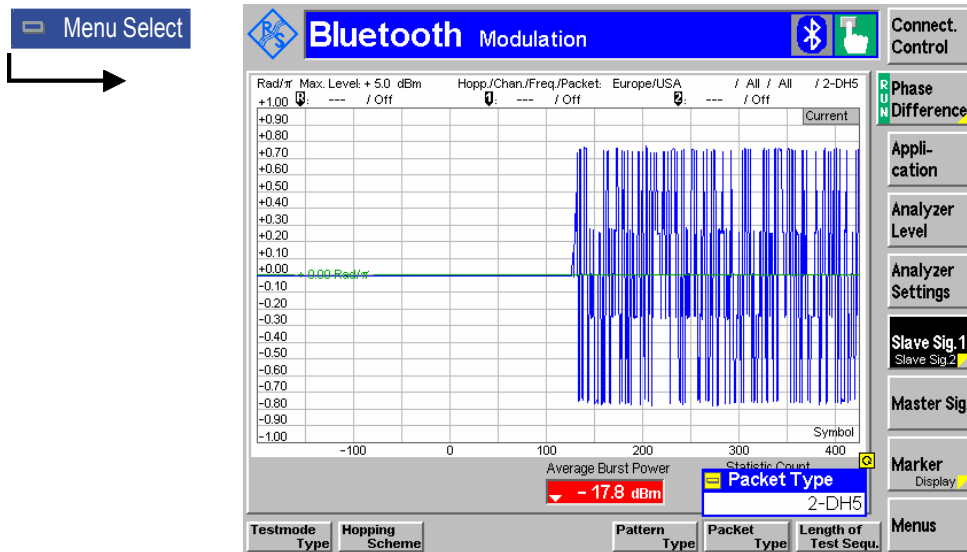 Menu Select
R&S
Bluetooth Modulation
Connect. Control
Rad/π Max. Level: + 5.0 dBm Hopp./Chan./Freq./Packet: Europe/USA / All / All / 2-DH5
R: --- / Off 1: --- / Off 2: --- / Off
Current
+1.00
+0.90
+0.80
+0.70
+0.60
+0.50
+0.40
+0.30
+0.20
+0.10
+0.00
+ 0.00 Rad/π
-0.10
-0.20
-0.30
-0.40
-0.50
-0.60
-0.70
-0.80
-0.90
-1.00
Symbol
-100 0 100 200 300 400
Average Burst Power
Statistic Count
- 17.8 dBm
Packet Type
2-DH5
RUN
Phase Difference
Appli-
cation
Analyzer
Level
Analyzer
Settings
Slave Sig.1
Slave Sig.2
Master Sig
Marker
Display
Menus
Testmode Type
Hopping Scheme
Pattern Type
Packet Type
Length of Test Sequ.